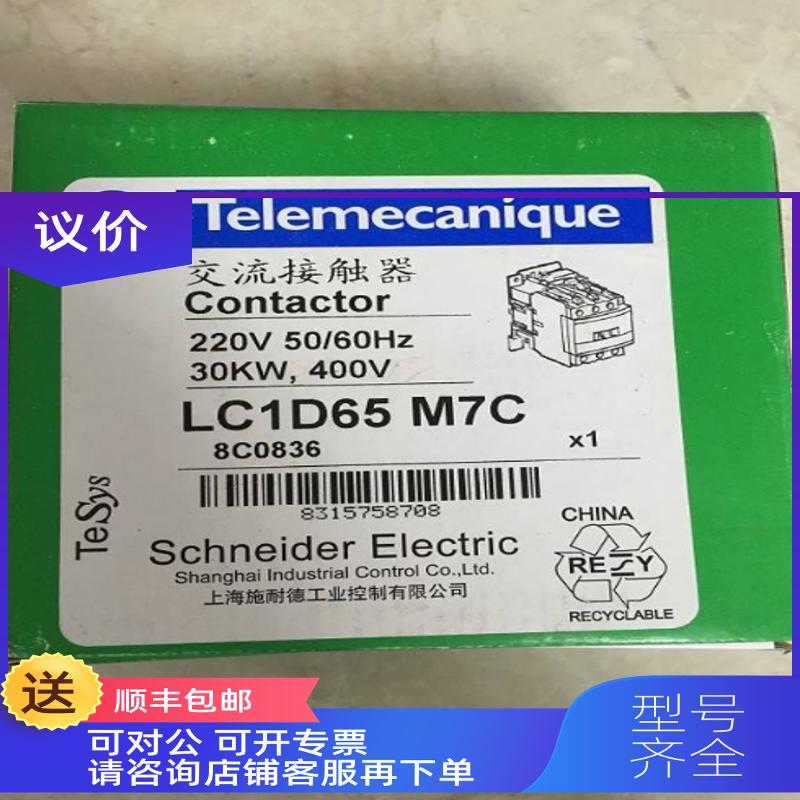 议价
Telemecanique
交流接触器
Contactor
220V 50/60Hz
30KW, 400V
LC1D65 M7C
8C0836
x1
8315758708
TeSys
Schneider Electric
Shanghai Industrial Control Co.,Ltd.
上海施耐德工业控制有限公司
CHINA
RESY
RECYCLABLE
送
顺丰包邮
可对公 可开专票
请咨询店铺客服再下单
型号
齐全